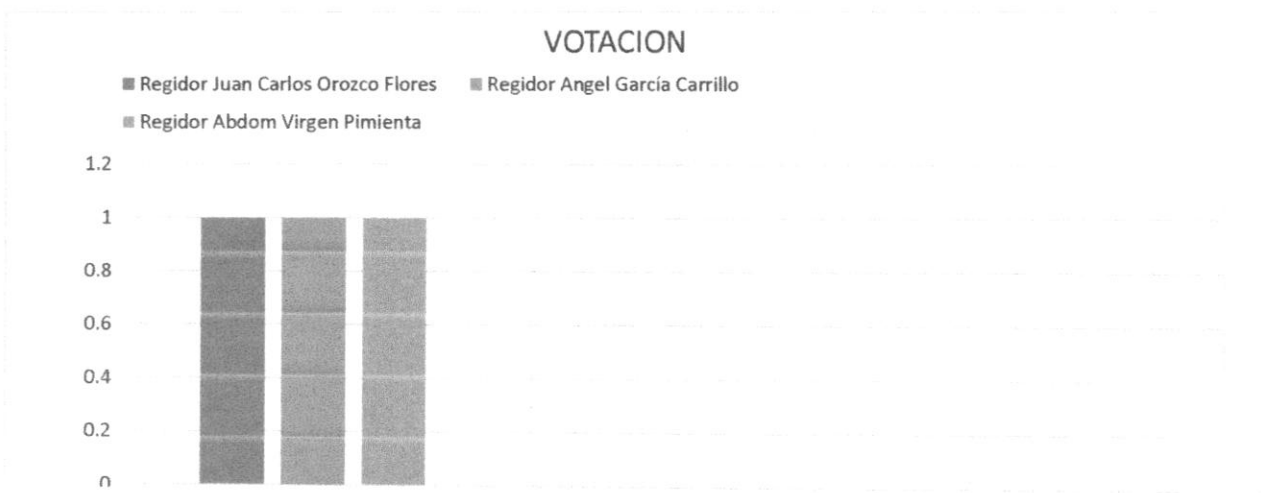 VOTACION
Regidor Juan Carlos Orozco Flores Regidor Angel García Carrillo
Regidor Abdom Virgen Pimienta
1.2
1
0.8
0.6
0.4
0.2
0